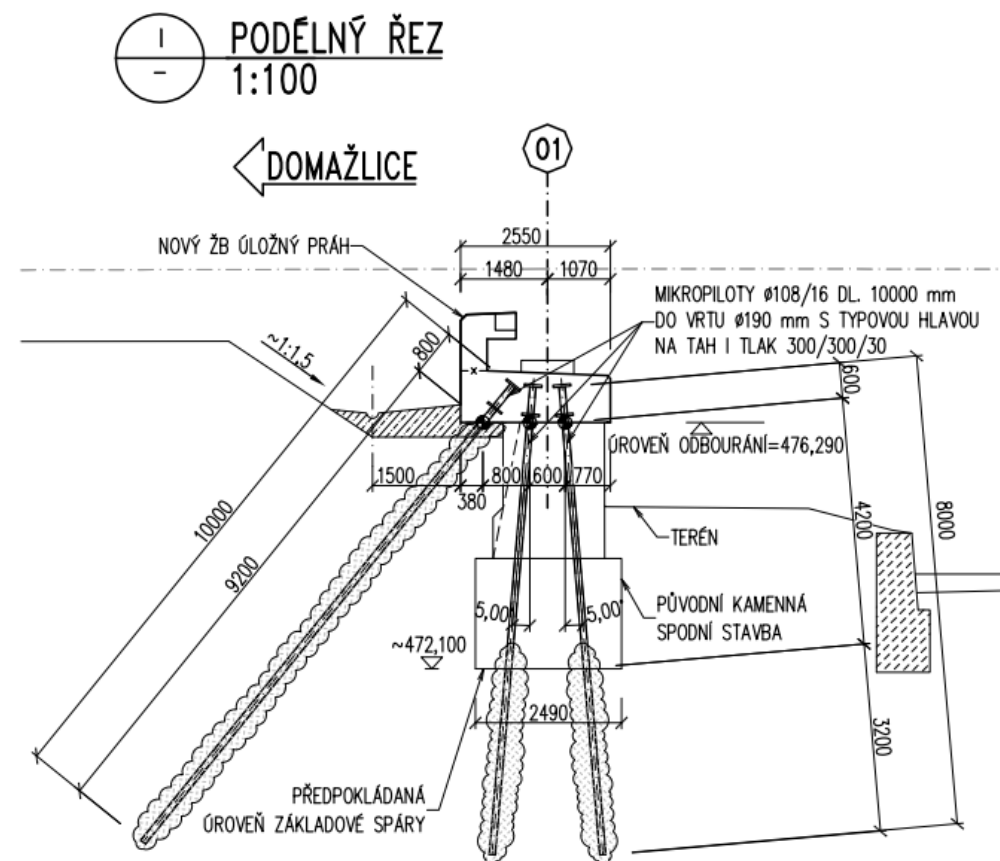 I
-
PODÉLNÝ ŘEZ
1:100
DOMAŽLICE
01
NOVÝ ŽB ÚLOŽNÝ PRÁH
2550
1480
1070
MIKROPILOTY ø108/16 DL. 10000 mm
DO VRTU ø190 mm S TYPOVOU HLAVOU
NA TAH I TLAK 300/300/30
~1:1,5
800
600
ÚROVEŇ ODBOURÁNÍ=476,290
1500
380
800
600
770
10000
9200
4200
8000
TERÉN
5,00°
5,00°
PŮVODNÍ KAMENNÁ
SPODNÍ STAVBA
~472,100
2490
3200
PŘEDPOKLÁDANÁ
ÚROVEŇ ZÁKLADOVÉ SPÁRY